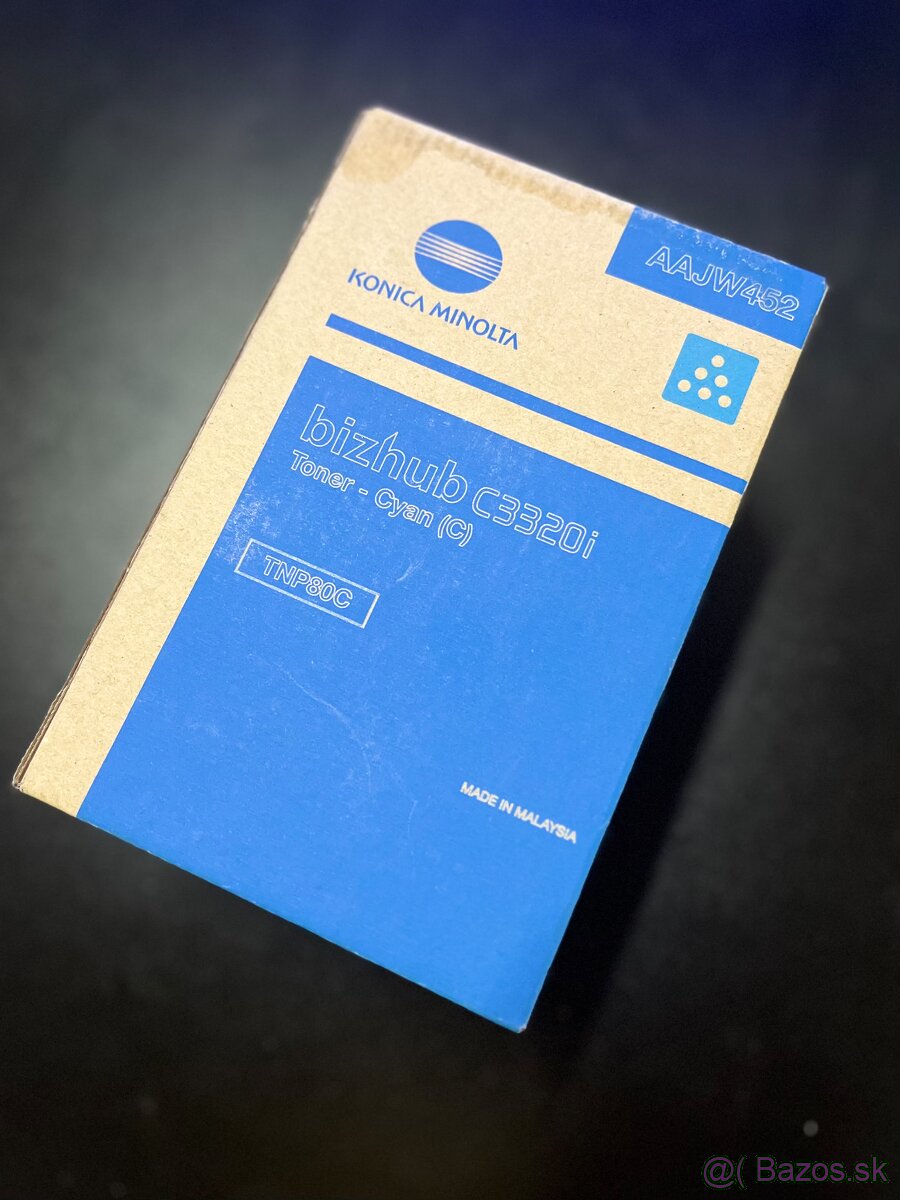 AAJW452
KONICA MINOLTA
bizhub C3320i
Toner - Cyan (C)
TNP80C
MADE IN MALAYSIA
@( Bazos.sk